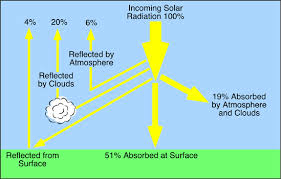 4%
20%
6%
Incoming Solar
Radiation 100%
Reflected by
Atmosphere
Reflected
by Clouds
19% Absorbed
by Atmosphere
and Clouds
Reflected from
Surface
51% Absorbed at Surface